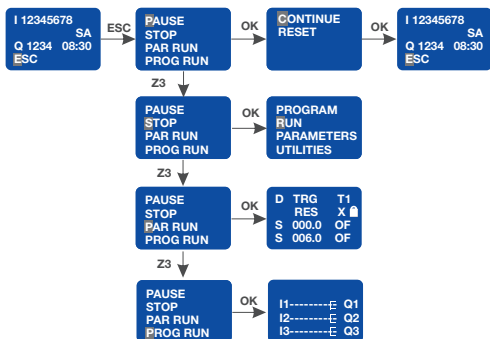 I 12345678
SA
Q 1234 08:30
ESC
ESC
PAUSE
STOP
PAR RUN
PROG RUN
OK
CONTINUE
RESET
OK
I 12345678
SA
Q 1234 08:30
ESC
Z3
PAUSE
STOP
PAR RUN
PROG RUN
OK
PROGRAM
RUN
PARAMETERS
UTILITIES
Z3
PAUSE
STOP
PAR RUN
PROG RUN
OK
D TRG T1
RES X
S 000.0 OF
S 006.0 OF
Z3
PAUSE
STOP
PAR RUN
PROG RUN
OK
I1---------E Q1
I2---------E Q2
I3---------E Q3